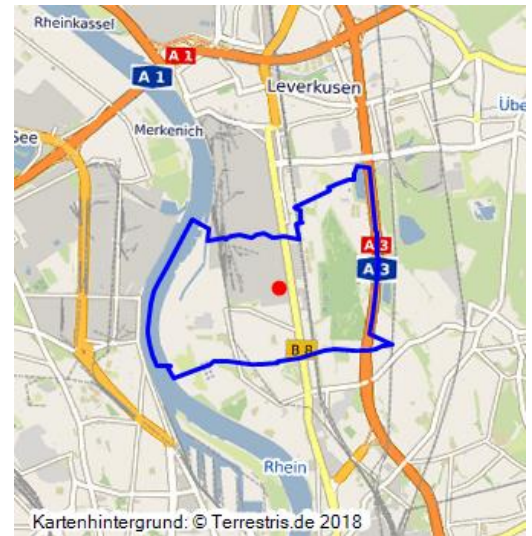 Rheinkassel
A 1
A 1
Leverkusen
Merkenich
See
Übe
A 3
A 3
B 8
Rhein
Kartenhintergrund: © Terrestris.de 2018